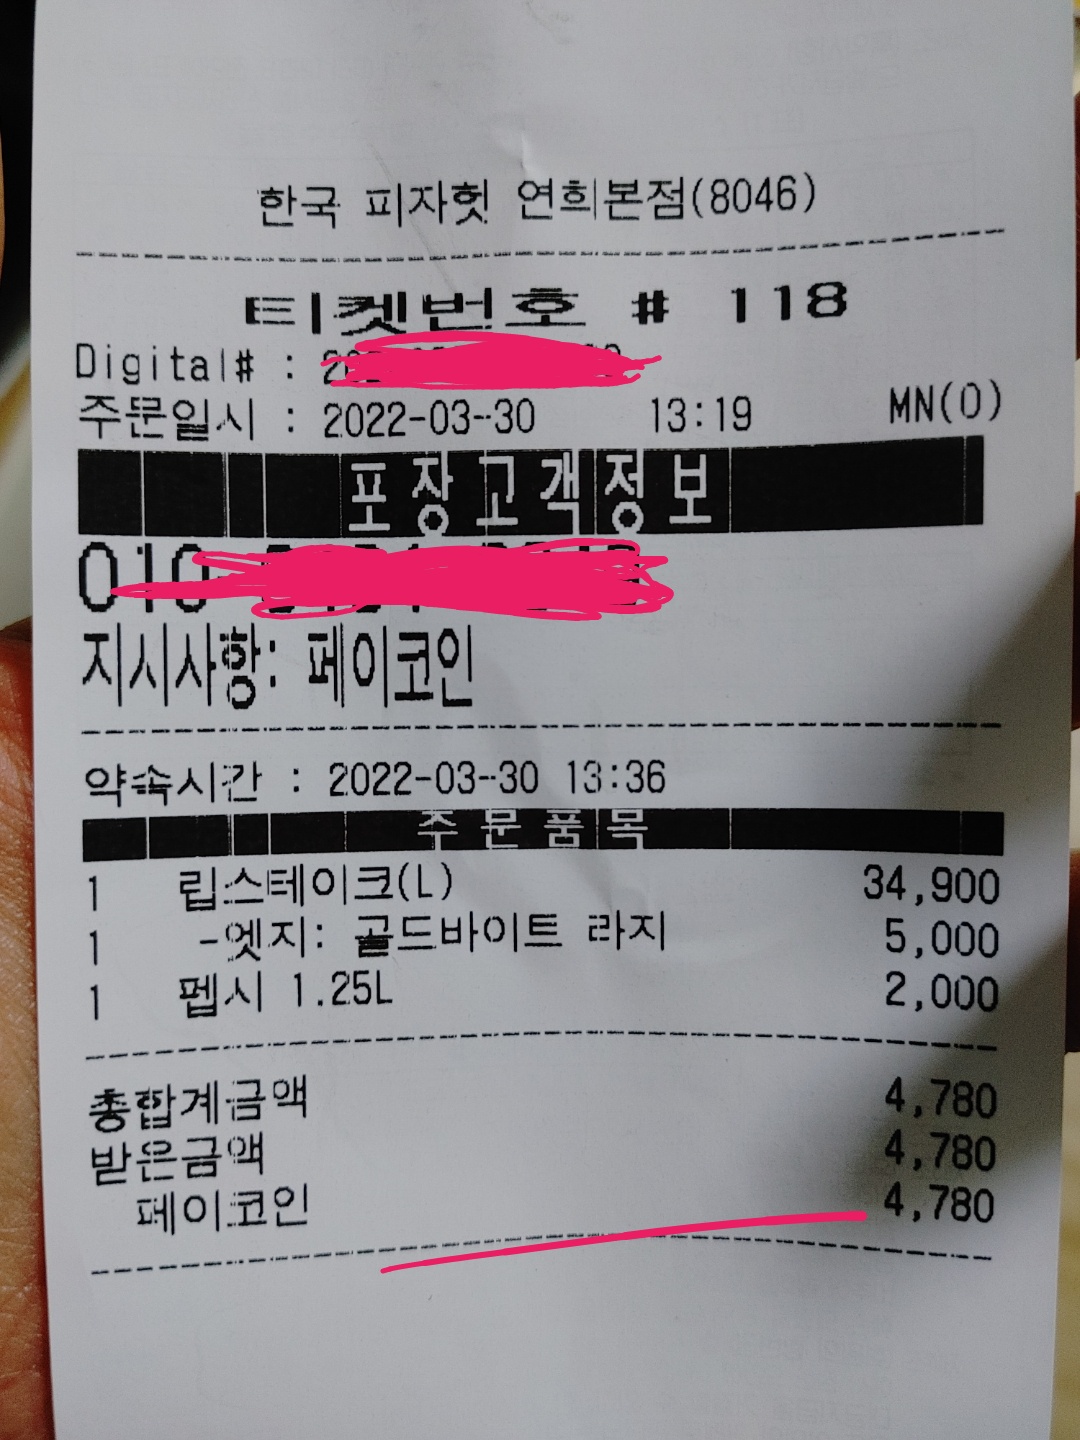 한국 피자헛 연희본점(8046)
티켓번호 # 118
Digital# :
주문일시 : 2022-03-30 13:19 MN(0)
포장고객정보
010-
지시사항: 페이코인
약속시간 : 2022-03-30 13:36
주문품목
1 립스테이크(L) 34,900
1 -엣지: 골드바이트 라지 5,000
1 펩시 1.25L 2,000
총합계금액 4,780
받은금액 4,780
페이코인 4,780